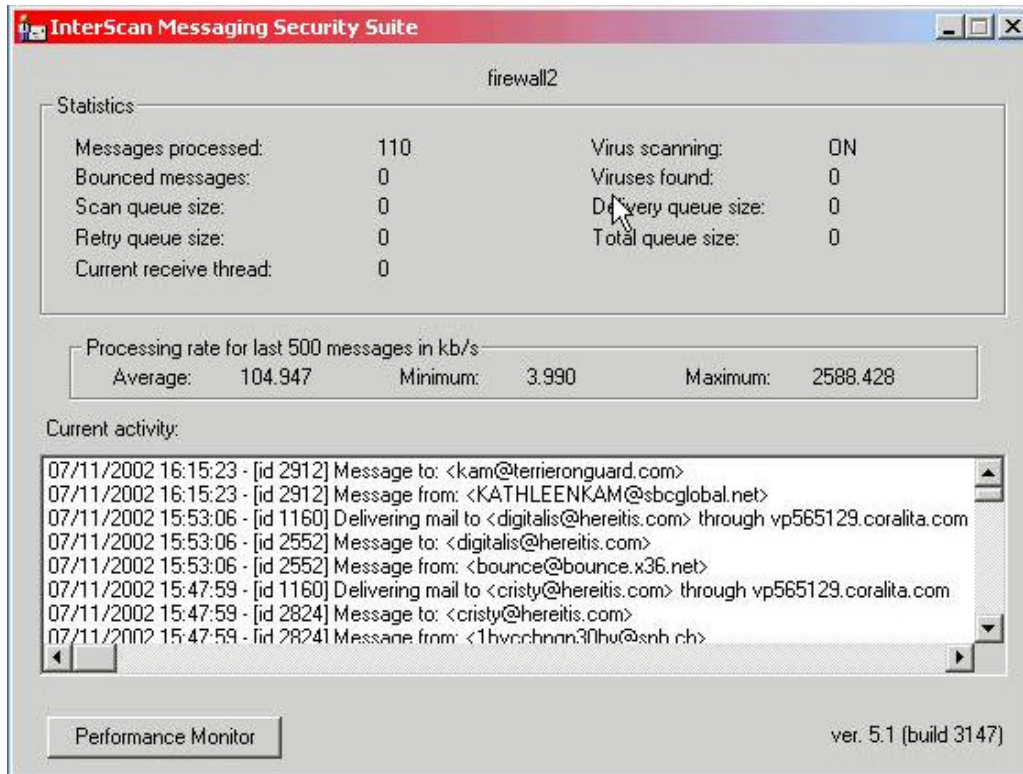 InterScan Messaging Security Suite
firewall2
Statistics
Messages processed: 110 Virus scanning: ON
Bounced messages: 0 Viruses found: 0
Scan queue size: 0 Delivery queue size: 0
Retry queue size: 0 Total queue size: 0
Current receive thread: 0
Processing rate for last 500 messages in kb/s
Average: 104.947 Minimum: 3.990 Maximum: 2588.428
Current activity:
07/11/2002 16:15:23 - [id 2912] Message to: <kam@terrieronguard.com>
07/11/2002 16:15:23 - [id 2912] Message from: <KATHLEENKAM@sbcglobal.net>
07/11/2002 15:53:06 - [id 1160] Delivering mail to <digitalis@hereitis.com> through vp565129.coralita.com
07/11/2002 15:53:06 - [id 2552] Message to: <digitalis@hereitis.com>
07/11/2002 15:53:06 - [id 2552] Message from: <bounce@bounce.x36.net>
07/11/2002 15:47:59 - [id 1160] Delivering mail to <cristy@hereitis.com> through vp565129.coralita.com
07/11/2002 15:47:59 - [id 2824] Message to: <cristy@hereitis.com>
07/11/2002 15:47:59 - [id 2824] Message from:
Performance Monitor
ver. 5.1 (build 3147)